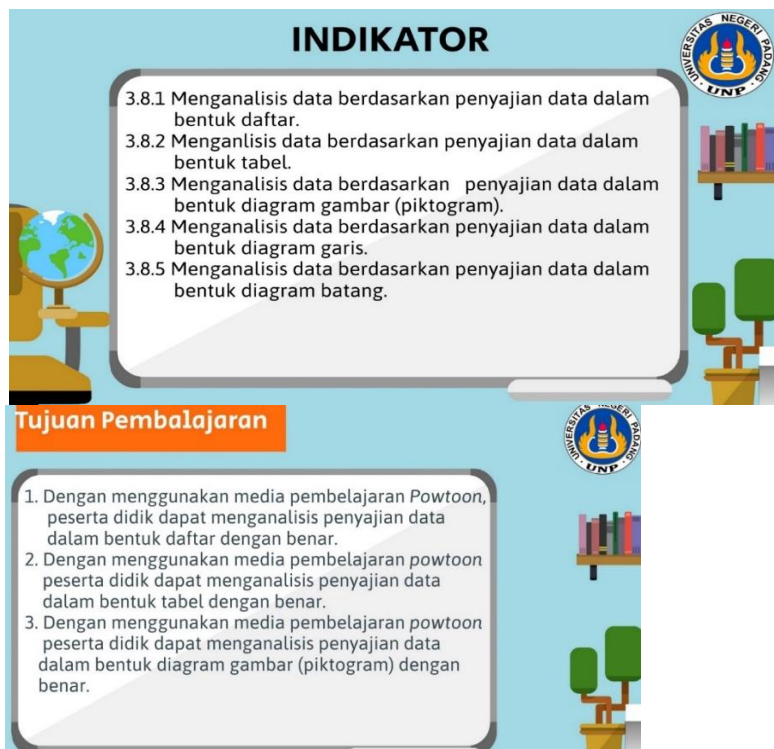 INDIKATOR
UNIVERSITAS NEGERI PADANG
UNP
3.8.1 Menganalisis data berdasarkan penyajian data dalam
bentuk daftar.
3.8.2 Menganlisis data berdasarkan penyajian data dalam
bentuk tabel.
3.8.3 Menganalisis data berdasarkan penyajian data dalam
bentuk diagram gambar (piktogram).
3.8.4 Menganalisis data berdasarkan penyajian data dalam
bentuk diagram garis.
3.8.5 Menganalisis data berdasarkan penyajian data dalam
bentuk diagram batang.
Tujuan Pembalajaran
UNIVERSITAS NEGERI PADANG
UNP
1. Dengan menggunakan media pembelajaran Powtoon,
peserta didik dapat menganalisis penyajian data
dalam bentuk daftar dengan benar.
2. Dengan menggunakan media pembelajaran powtoon
peserta didik dapat menganalisis penyajian data
dalam bentuk tabel dengan benar.
3. Dengan menggunakan media pembelajaran powtoon
peserta didik dapat menganalisis penyajian data
dalam bentuk diagram gambar (piktogram) dengan
benar.